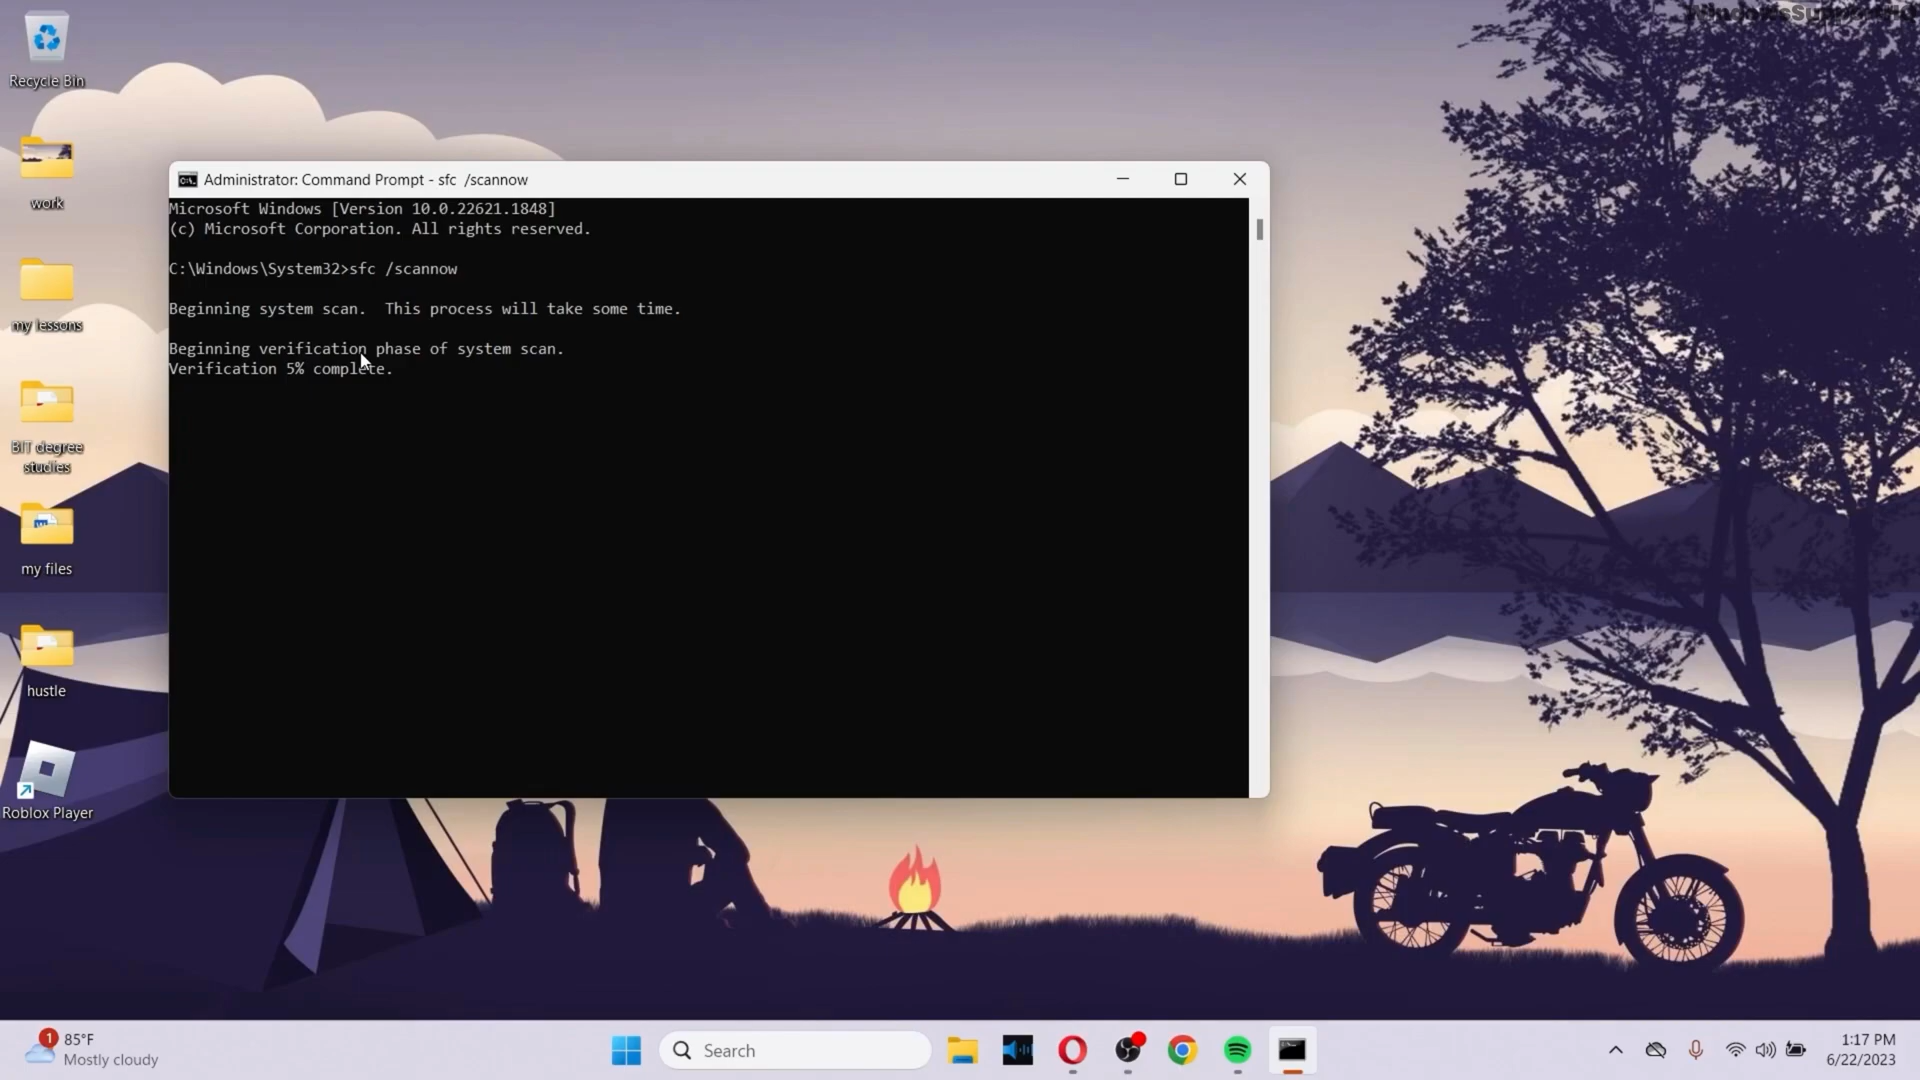 WindowsSupportHQ
Recycle Bin
work
my lessons
BIT degree
studies
my files
hustle
Roblox Player
Administrator: Command Prompt - sfc  /scannow
Microsoft Windows [Version 10.0.22621.1848]
(c) Microsoft Corporation. All rights reserved.
C:\Windows\System32>sfc /scannow
Beginning system scan.  This process will take some time.
Beginning verification phase of system scan.
Verification 5% complete.
1
85°F
Mostly cloudy
Search
1:17 PM
6/22/2023